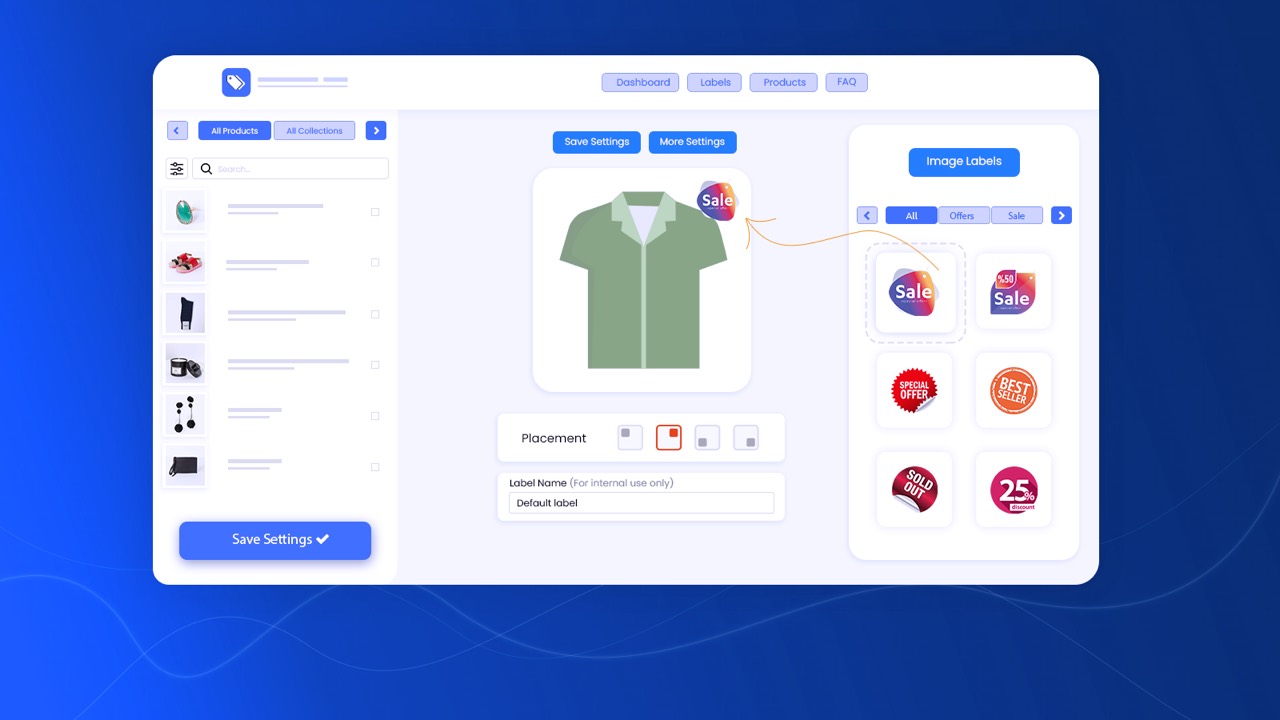 Dashboard
Labels
Products
FAQ
All Products
All Collections
Search...
Save Settings
Save Settings
More Settings
Sale
Placement
Label Name (For internal use only)
Default label
Image Labels
All
Offers
Sale
Sale
%50
Sale
SPECIAL
OFFER
BEST
SELLER
SOLD
OUT
25%
discount